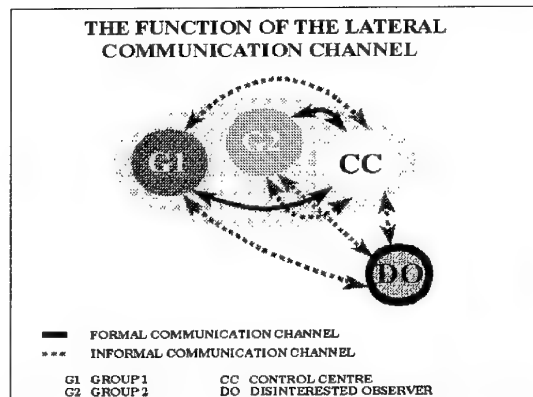 THE FUNCTION OF THE LATERAL
COMMUNICATION CHANNEL
G1
G2
CC
DO
FORMAL COMMUNICATION CHANNEL
INFORMAL COMMUNICATION CHANNEL
G1 GROUP 1 CC CONTROL CENTRE
G2 GROUP 2 DO DISINTERESTED OBSERVER